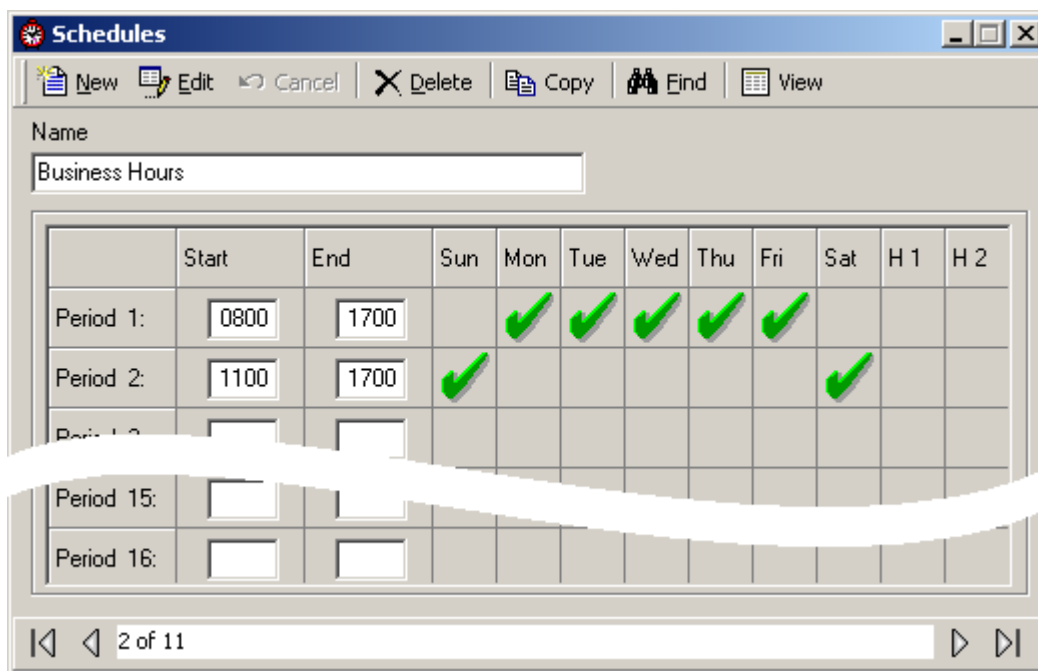 Schedules
New Edit Cancel Delete Copy Find View
Name
Business Hours
Start End Sun Mon Tue Wed Thu Fri Sat H 1 H 2
Period 1: 0800 1700
Period 2: 1100 1700
Period 15:
Period 16:
2 of 11